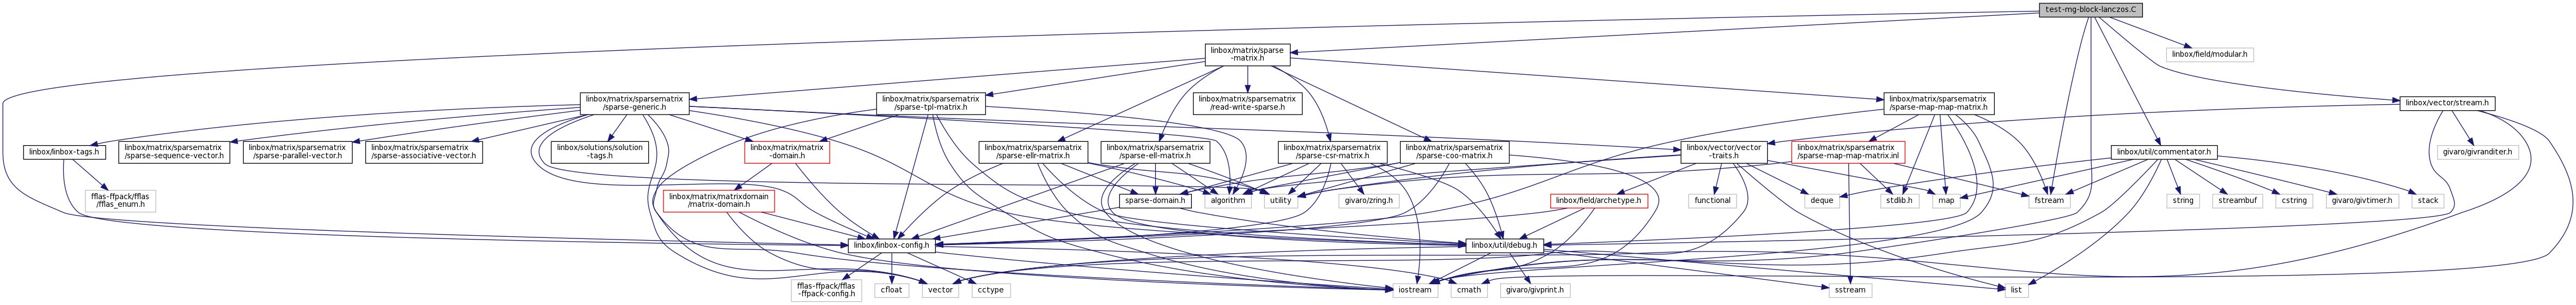 test-mg-block-lanczos.C
linbox/matrix/sparse
-matrix.h
linbox/field/modular.h
linbox/matrix/sparsematrix
/sparse-generic.h
linbox/matrix/sparsematrix
/sparse-tpl-matrix.h
linbox/matrix/sparsematrix
/read-write-sparse.h
linbox/matrix/sparsematrix
/sparse-map-map-matrix.h
linbox/vector/stream.h
linbox/linbox-tags.h
linbox/matrix/sparsematrix
/sparse-sequence-vector.h
linbox/matrix/sparsematrix
/sparse-parallel-vector.h
linbox/matrix/sparsematrix
/sparse-associative-vector.h
linbox/solutions/solution
-tags.h
linbox/matrix/matrix
-domain.h
linbox/matrix/sparsematrix
/sparse-ellr-matrix.h
linbox/matrix/sparsematrix
/sparse-ell-matrix.h
linbox/matrix/sparsematrix
/sparse-csr-matrix.h
linbox/matrix/sparsematrix
/sparse-coo-matrix.h
linbox/vector/vector
-traits.h
linbox/matrix/sparsematrix
/sparse-map-map-matrix.inl
linbox/util/commentator.h
givaro/givranditer.h
fflas-ffpack/fflas
/fflas_enum.h
linbox/matrix/matrixdomain
/matrix-domain.h
sparse-domain.h
algorithm
utility
givaro/zring.h
linbox/field/archetype.h
functional
deque
stdlib.h
map
fstream
string
streambuf
cstring
givaro/givtimer.h
stack
linbox/linbox-config.h
linbox/util/debug.h
fflas-ffpack/fflas
-ffpack-config.h
cfloat
vector
cctype
iostream
cmath
givaro/givprint.h
sstream
list